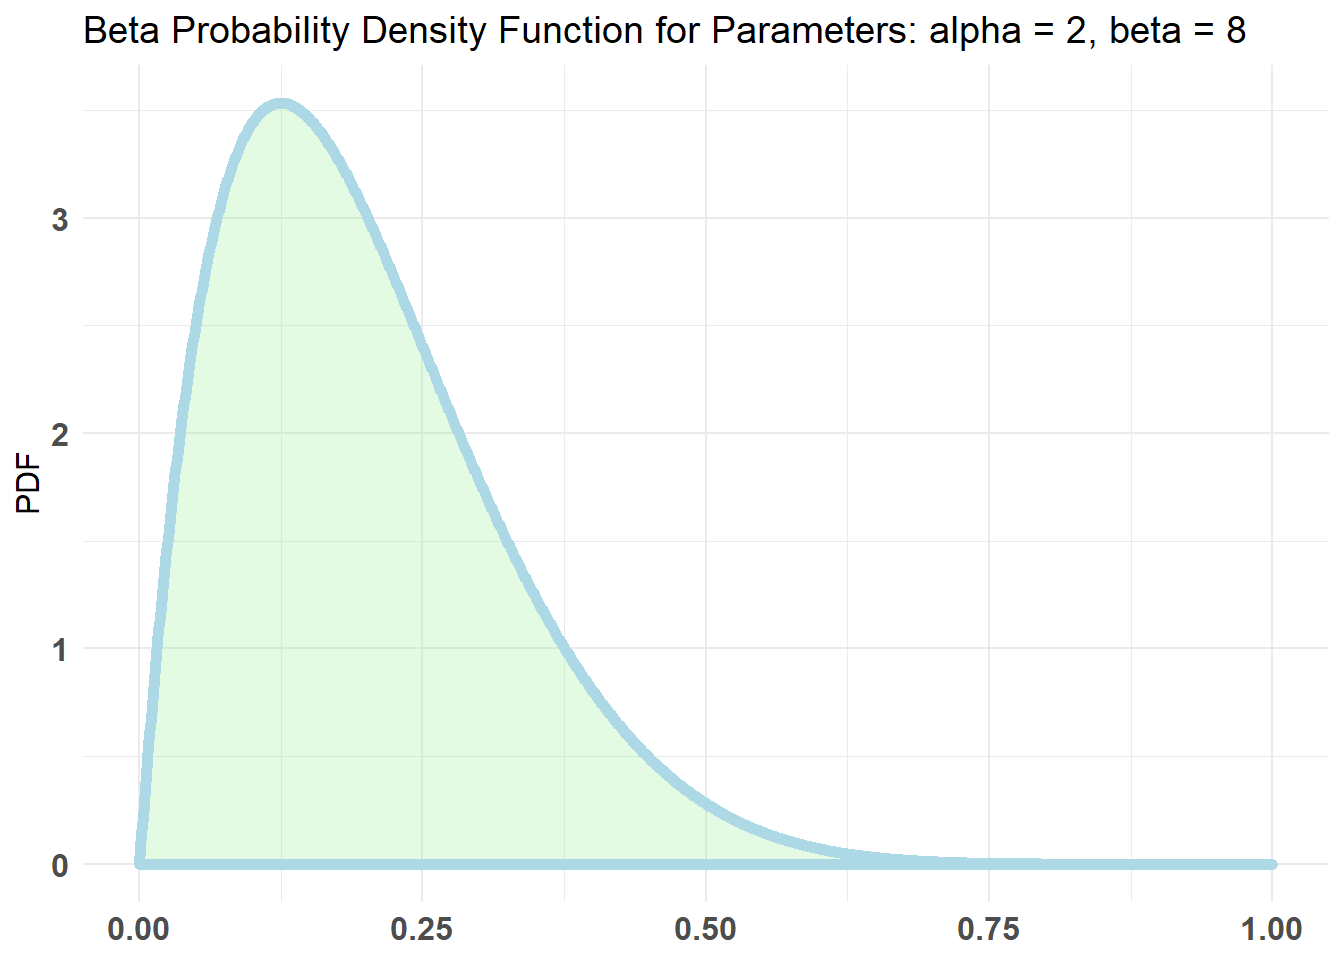 Beta Probability Density Function for Parameters: alpha = 2, beta = 8
3
2
1
0
PDF
0.00 0.25 0.50 0.75 1.00